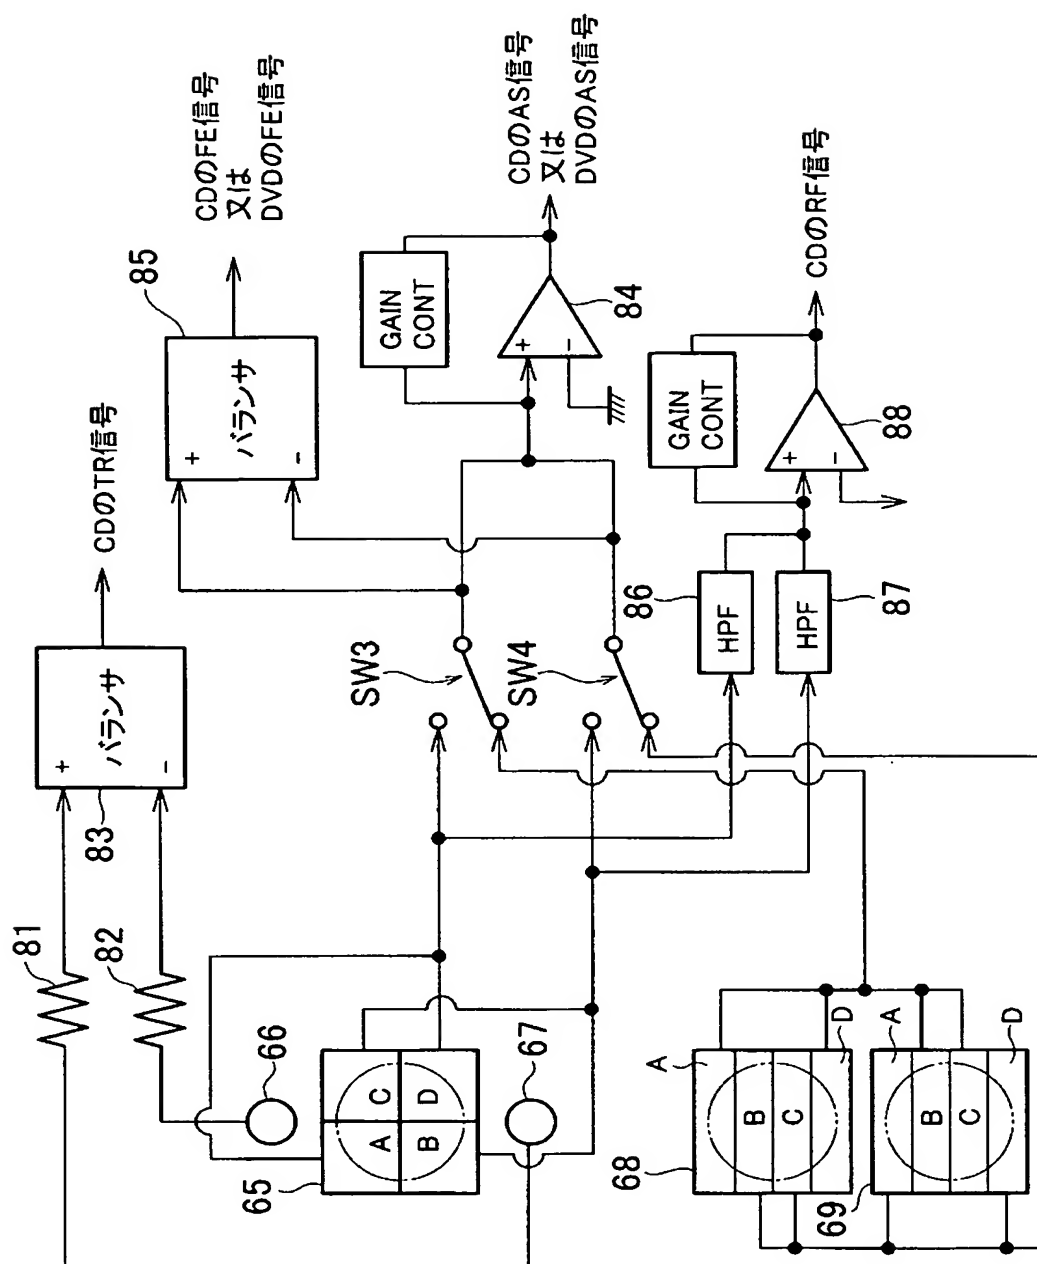 81
82
83
+
バランサ
−
CDのTR信号
85
+
バランサ
−
CDのFE信号
又は
DVDのFE信号
66
65
A
C
B
D
67
SW3
SW4
GAIN
CONT
+
−
84
CDのAS信号
又は
DVDのAS信号
86
HPF
HPF
87
GAIN
CONT
+
−
88
CDのRF信号
68
A
B
C
D
69
A
B
C
D